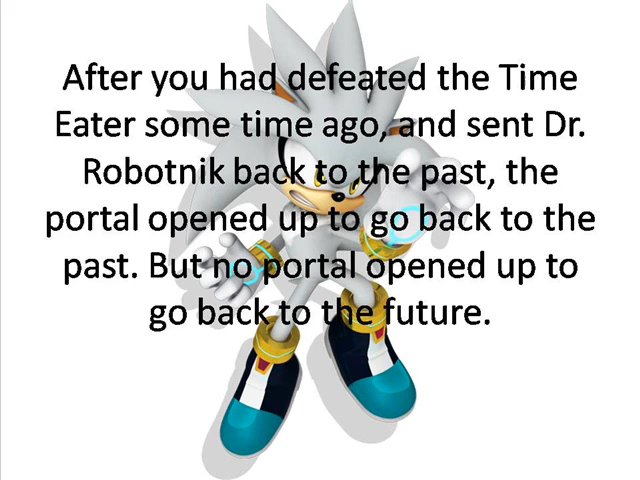 After you had defeated the Time
Eater some time ago, and sent Dr.
Robotnik back to the past, the
portal opened up to go back to the
past. But no portal opened up to
go back to the future.